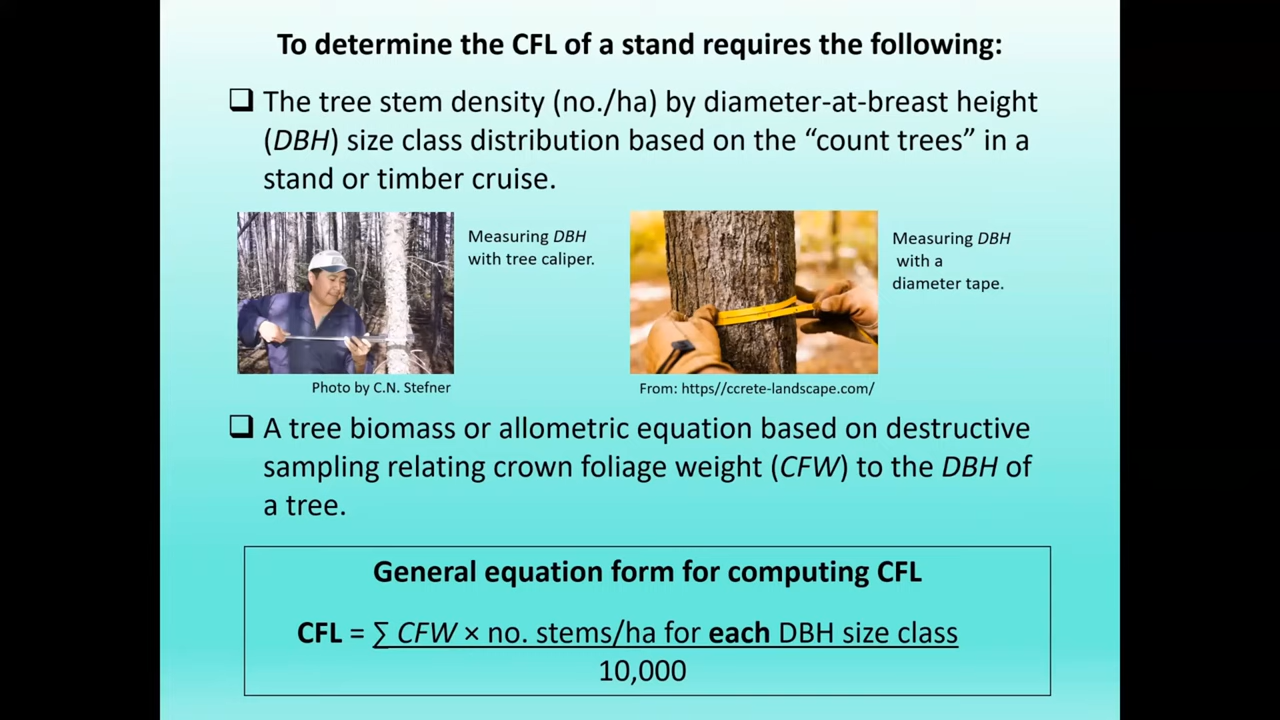 To determine the CFL of a stand requires the following:
❑ The tree stem density (no./ha) by diameter-at-breast height
(DBH) size class distribution based on the “count trees” in a
stand or timber cruise.
Measuring DBH
with tree caliper.
Measuring DBH
with a
diameter tape.
Photo by C.N. Stefner
From: https//ccrete-landscape.com/
❑ A tree biomass or allometric equation based on destructive
sampling relating crown foliage weight (CFW) to the DBH of
a tree.
General equation form for computing CFL
CFL = ∑ CFW × no. stems/ha for each DBH size class
10,000